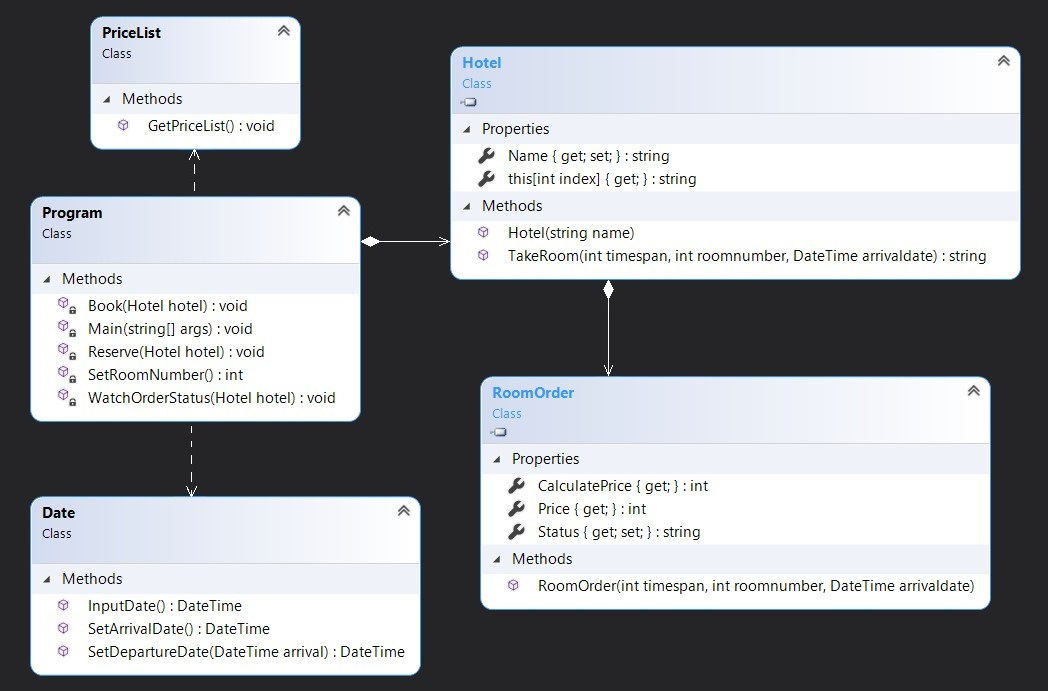 PriceList
Class
Methods
GetPriceList() : void
Hotel
Class
Properties
Name { get; set; } : string
this[int index] { get; } : string
Methods
Hotel(string name)
TakeRoom(int timespan, int roomnumber, DateTime arrivaldate) : string
Program
Class
Methods
Book(Hotel hotel) : void
Main(string[] args) : void
Reserve(Hotel hotel) : void
SetRoomNumber() : int
WatchOrderStatus(Hotel hotel) : void
RoomOrder
Class
Properties
CalculatePrice { get; } : int
Price { get; } : int
Status { get; set; } : string
Methods
RoomOrder(int timespan, int roomnumber, DateTime arrivaldate)
Date
Class
Methods
InputDate() : DateTime
SetArrivalDate() : DateTime
SetDepartureDate(DateTime arrival) : DateTime